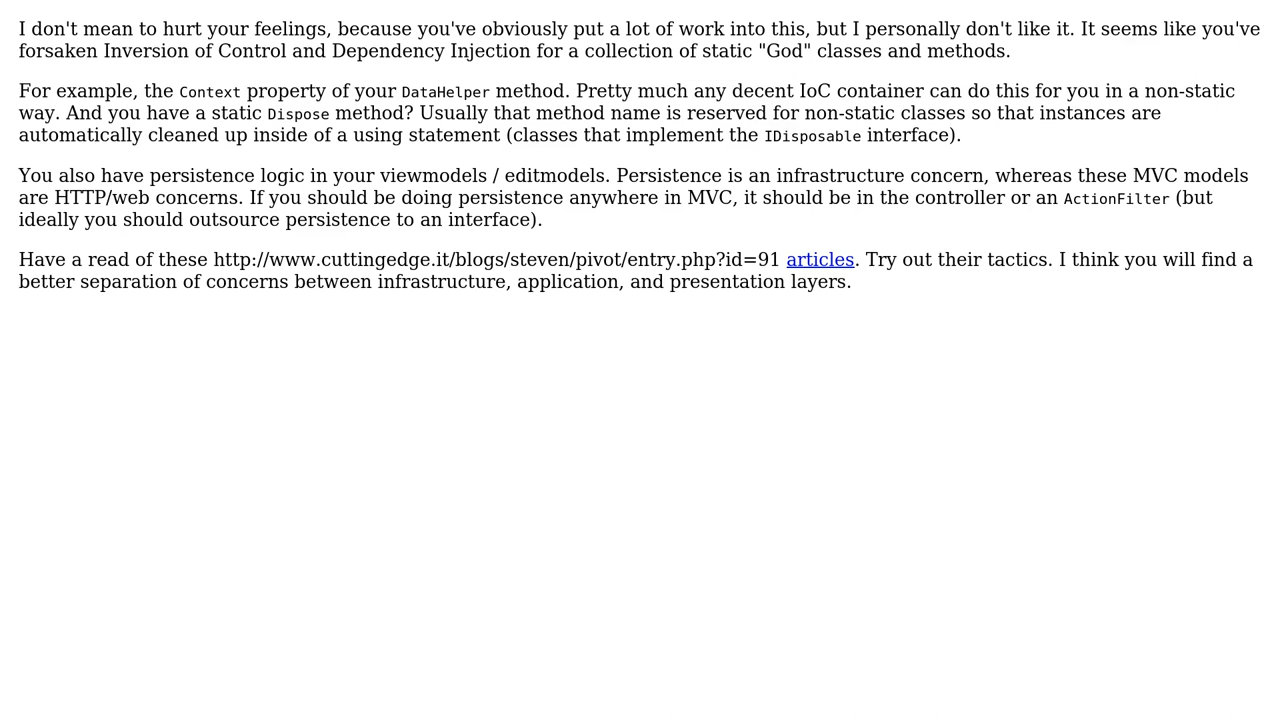 I don't mean to hurt your feelings, because you've obviously put a lot of work into this, but I personally don't like it. It seems like you've
forsaken Inversion of Control and Dependency Injection for a collection of static "God" classes and methods.
For example, the Context property of your DataHelper method. Pretty much any decent IoC container can do this for you in a non-static
way. And you have a static Dispose method? Usually that method name is reserved for non-static classes so that instances are
automatically cleaned up inside of a using statement (classes that implement the IDisposable interface).
You also have persistence logic in your viewmodels / editmodels. Persistence is an infrastructure concern, whereas these MVC models
are HTTP/web concerns. If you should be doing persistence anywhere in MVC, it should be in the controller or an ActionFilter (but
ideally you should outsource persistence to an interface).
Have a read of these http://www.cuttingedge.it/blogs/steven/pivot/entry.php?id=91 articles. Try out their tactics. I think you will find a
better separation of concerns between infrastructure, application, and presentation layers.